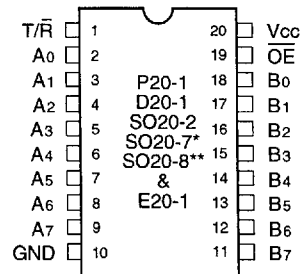 T/R̅ 1 20 Vcc
A0 2 19 O̅E̅
A1 3 P20-1 18 B0
A2 4 D20-1 17 B1
A3 5 SO20-2 16 B2
A4 6 SO20-7* 15 B3
SO20-8**
A5 7 & 14 B4
A6 8 E20-1 13 B5
A7 9 12 B6
GND 10 11 B7